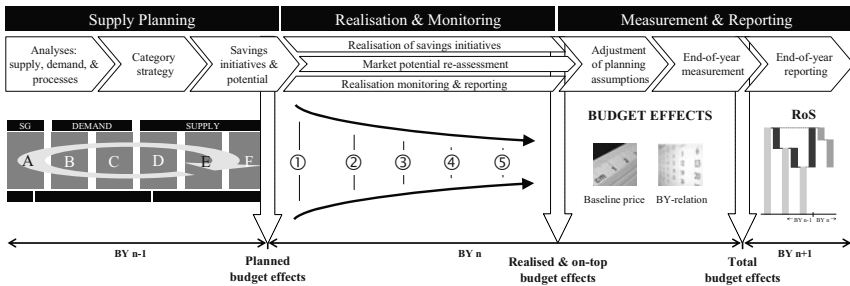 Supply Planning
Realisation & Monitoring
Measurement & Reporting
Analyses:
supply, demand, &
processes
Category
strategy
Savings
initiatives &
potential
Realisation of savings initiatives
Market potential re-assessment
Realisation monitoring & reporting
Adjustment
of planning
assumptions
End-of-year
measurement
End-of-year
reporting
SG
DEMAND
SUPPLY
A
B
C
D
E
F
①
②
③
④
⑤
BUDGET EFFECTS
Baseline price
BY-relation
RoS
BY n-1
BY n
BY n-1
BY n
BY n+1
Planned
budget effects
Realised & on-top
budget effects
Total
budget effects